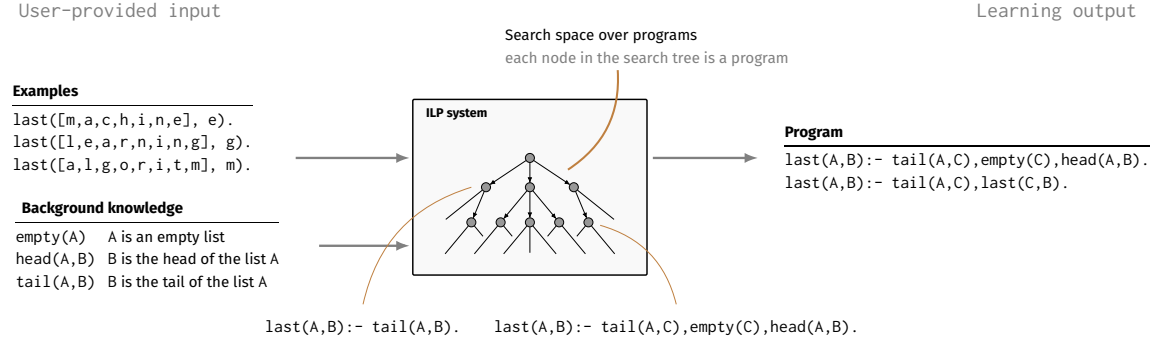 User-provided input
Learning output
Search space over programs
each node in the search tree is a program
Examples
last([m,a,c,h,i,n,e], e).
last([l,e,a,r,n,i,n,g], g).
last([a,l,g,o,r,i,t,m], m).
Background knowledge
empty(A) A is an empty list
head(A,B) B is the head of the list A
tail(A,B) B is the tail of the list A
ILP system
Program
last(A,B):- tail(A,C),empty(C),head(A,B).
last(A,B):- tail(A,C),last(C,B).
last(A,B):- tail(A,B).
last(A,B):- tail(A,C),empty(C),head(A,B).